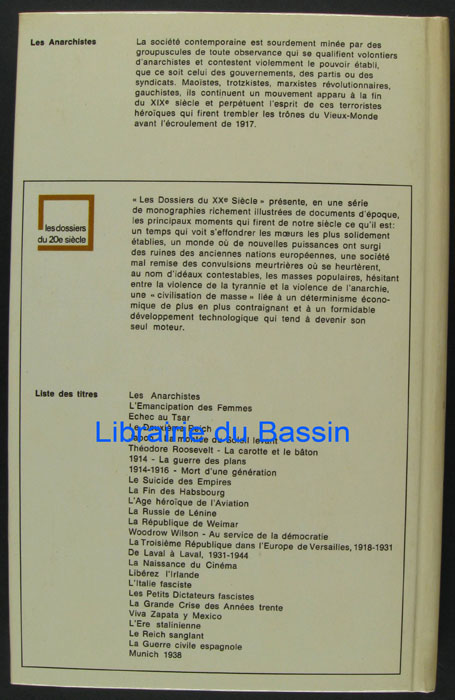 Les Anarchistes
La société contemporaine est sourdement minée par des
groupuscules de toute observance qui se qualifient volontiers
d'anarchistes et contestent violemment le pouvoir établi,
que ce soit celui des gouvernements, des partis ou des
syndicats. Maoïstes, trotzkistes, marxistes révolutionnaires,
gauchistes, ils continuent un mouvement apparu à la fin
du XIXe siècle et perpétuent l'esprit de ces terroristes
héroïques qui firent trembler les trônes du Vieux-Monde
avant l'écroulement de 1917.
les dossiers
du 20e siècle
« Les Dossiers du XXe Siècle » présente, en une série
de monographies richement illustrées de documents d'époque,
les principaux moments qui firent de notre siècle ce qu'il est:
un temps qui voit s'effondrer les mœurs les plus solidement
établies, un monde où de nouvelles puissances ont surgi
des ruines des anciennes nations européennes, une société
mal remise des convulsions meurtrières où se heurtèrent,
au nom d'idéaux contestables, les masses populaires, hésitant
entre la violence de la tyrannie et la violence de l'anarchie,
une « civilisation de masse » liée à un déterminisme écono-
mique de plus en plus contraignant et à un formidable
développement technologique qui tend à devenir son
seul moteur.
Liste des titres
Les Anarchistes
L'Emancipation des Femmes
Echec au Tsar
Le Deuxième Reich
Librairie du Bassin
Japon - La montée du Soleil levant
Théodore Roosevelt - La carotte et le bâton
1914 - La guerre des plans
1914-1916 - Mort d'une génération
Le Suicide des Empires
La Fin des Habsbourg
L'Age héroïque de l'Aviation
La Russie de Lénine
La République de Weimar
Woodrow Wilson - Au service de la démocratie
La Troisième République dans l'Europe de Versailles, 1918-1931
De Laval à Laval, 1931-1944
La Naissance du Cinéma
Libérez l'Irlande
L'Italie fasciste
Les Petits Dictateurs fascistes
La Grande Crise des Années trente
Viva Zapata y Mexico
L'Ere stalinienne
Le Reich sanglant
La Guerre civile espagnole
Munich 1938